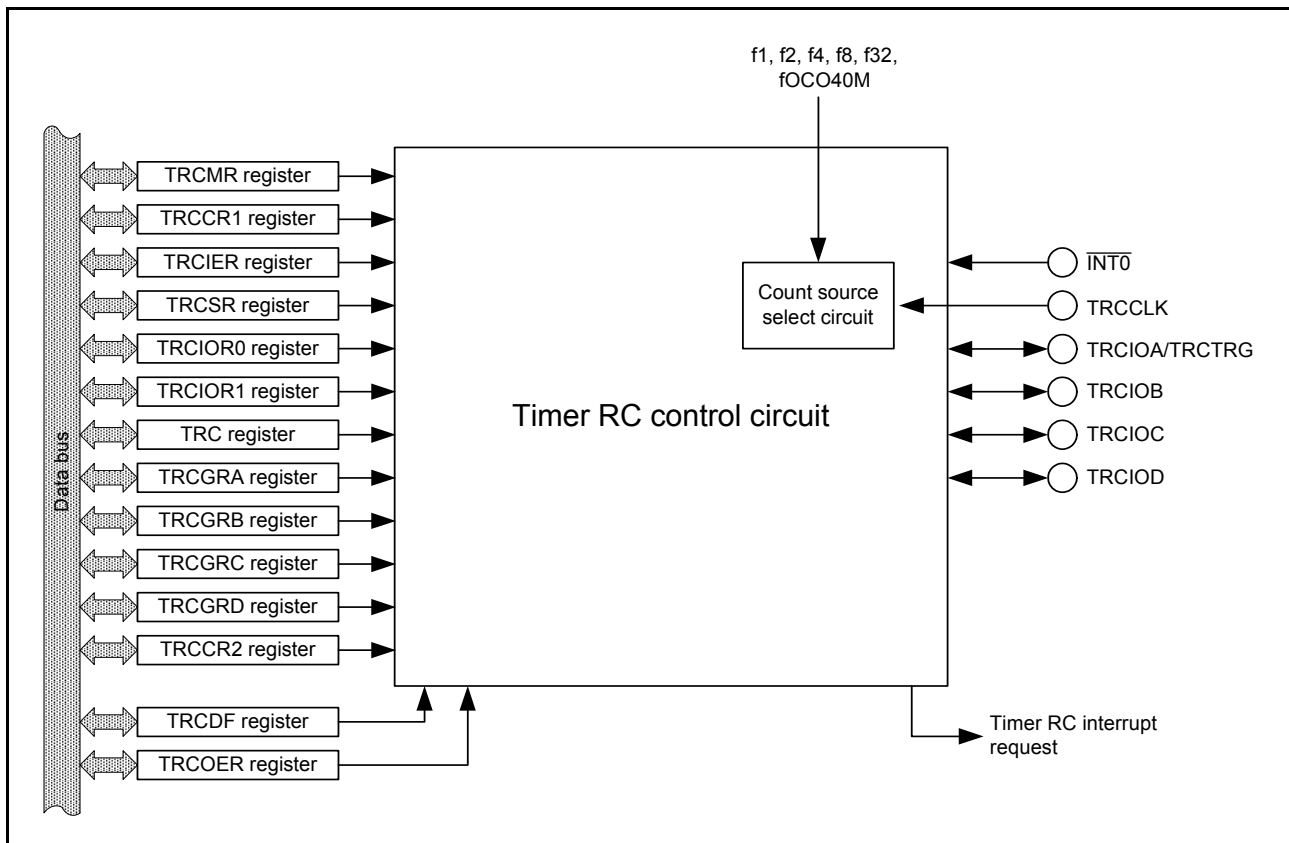 f1, f2, f4, f8, f32,
fOCO40M
Data bus
TRCMR register
TRCCR1 register
TRCIER register
TRCSR register
TRCIOR0 register
TRCIOR1 register
TRC register
TRCGRA register
TRCGRB register
TRCGRC register
TRCGRD register
TRCCR2 register
TRCDF register
TRCOER register
Timer RC control circuit
Count source
select circuit
INT0
TRCCLK
TRCIOA/TRCTRG
TRCIOB
TRCIOC
TRCIOD
Timer RC interrupt
request